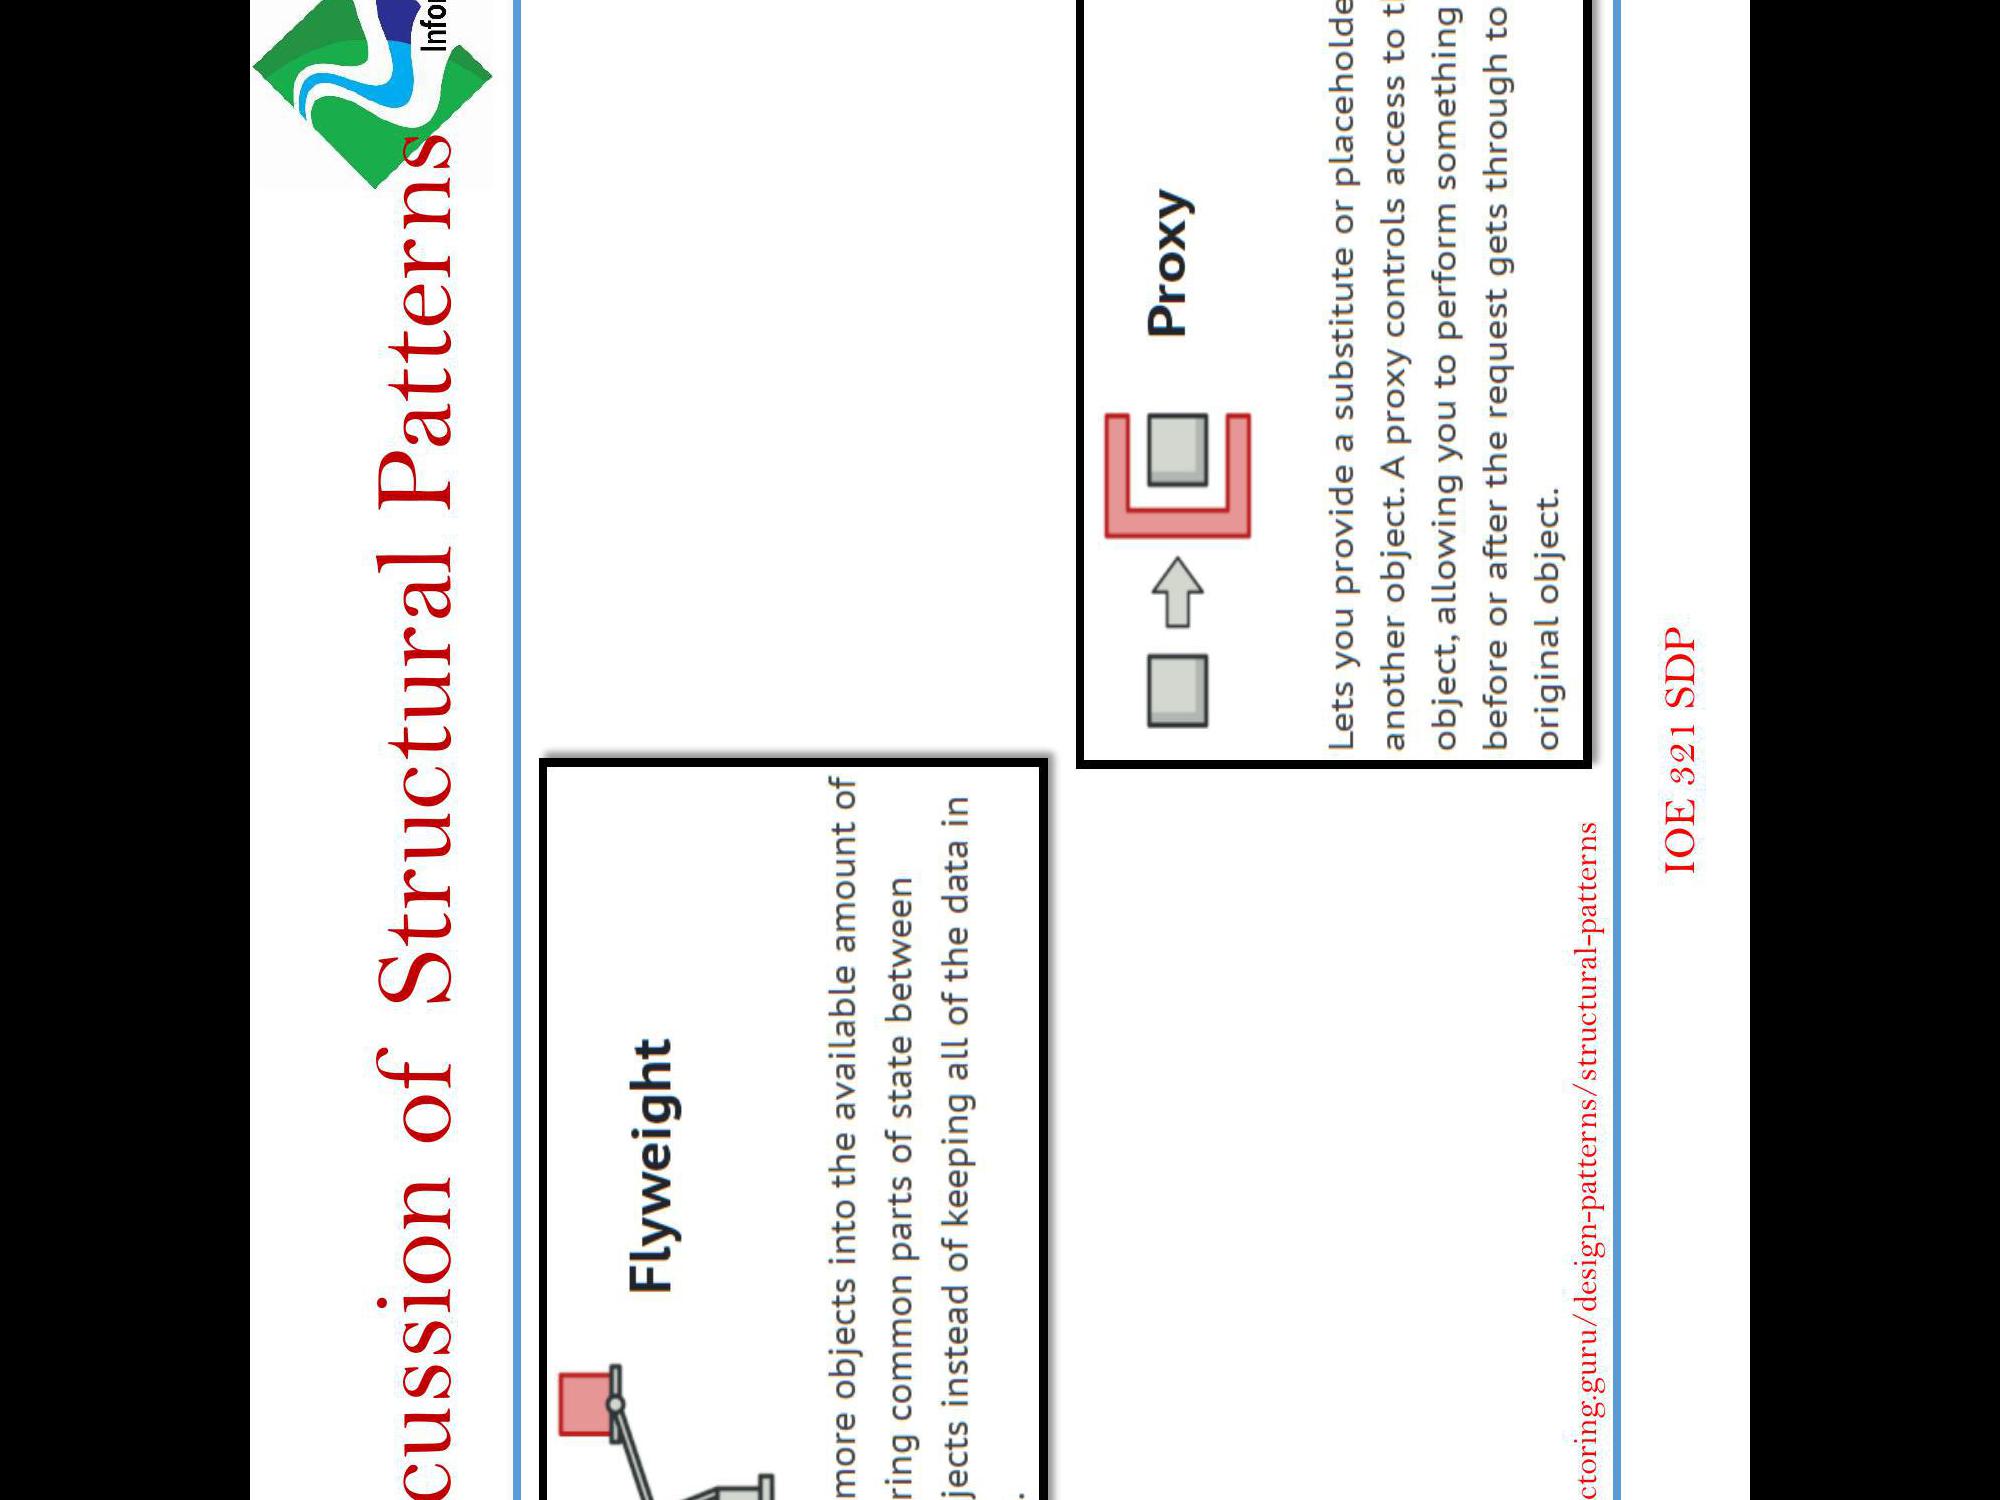 Infor
cussion of Structural Patterns
Flyweight
more objects into the available amount of
ring common parts of state between
jects instead of keeping all of the data in
.
Proxy
Lets you provide a substitute or placeholde
another object. A proxy controls access to t
object, allowing you to perform something
before or after the request gets through to
original object.
ctoring.guru/design-patterns/structural-patterns
IOE 321 SDP